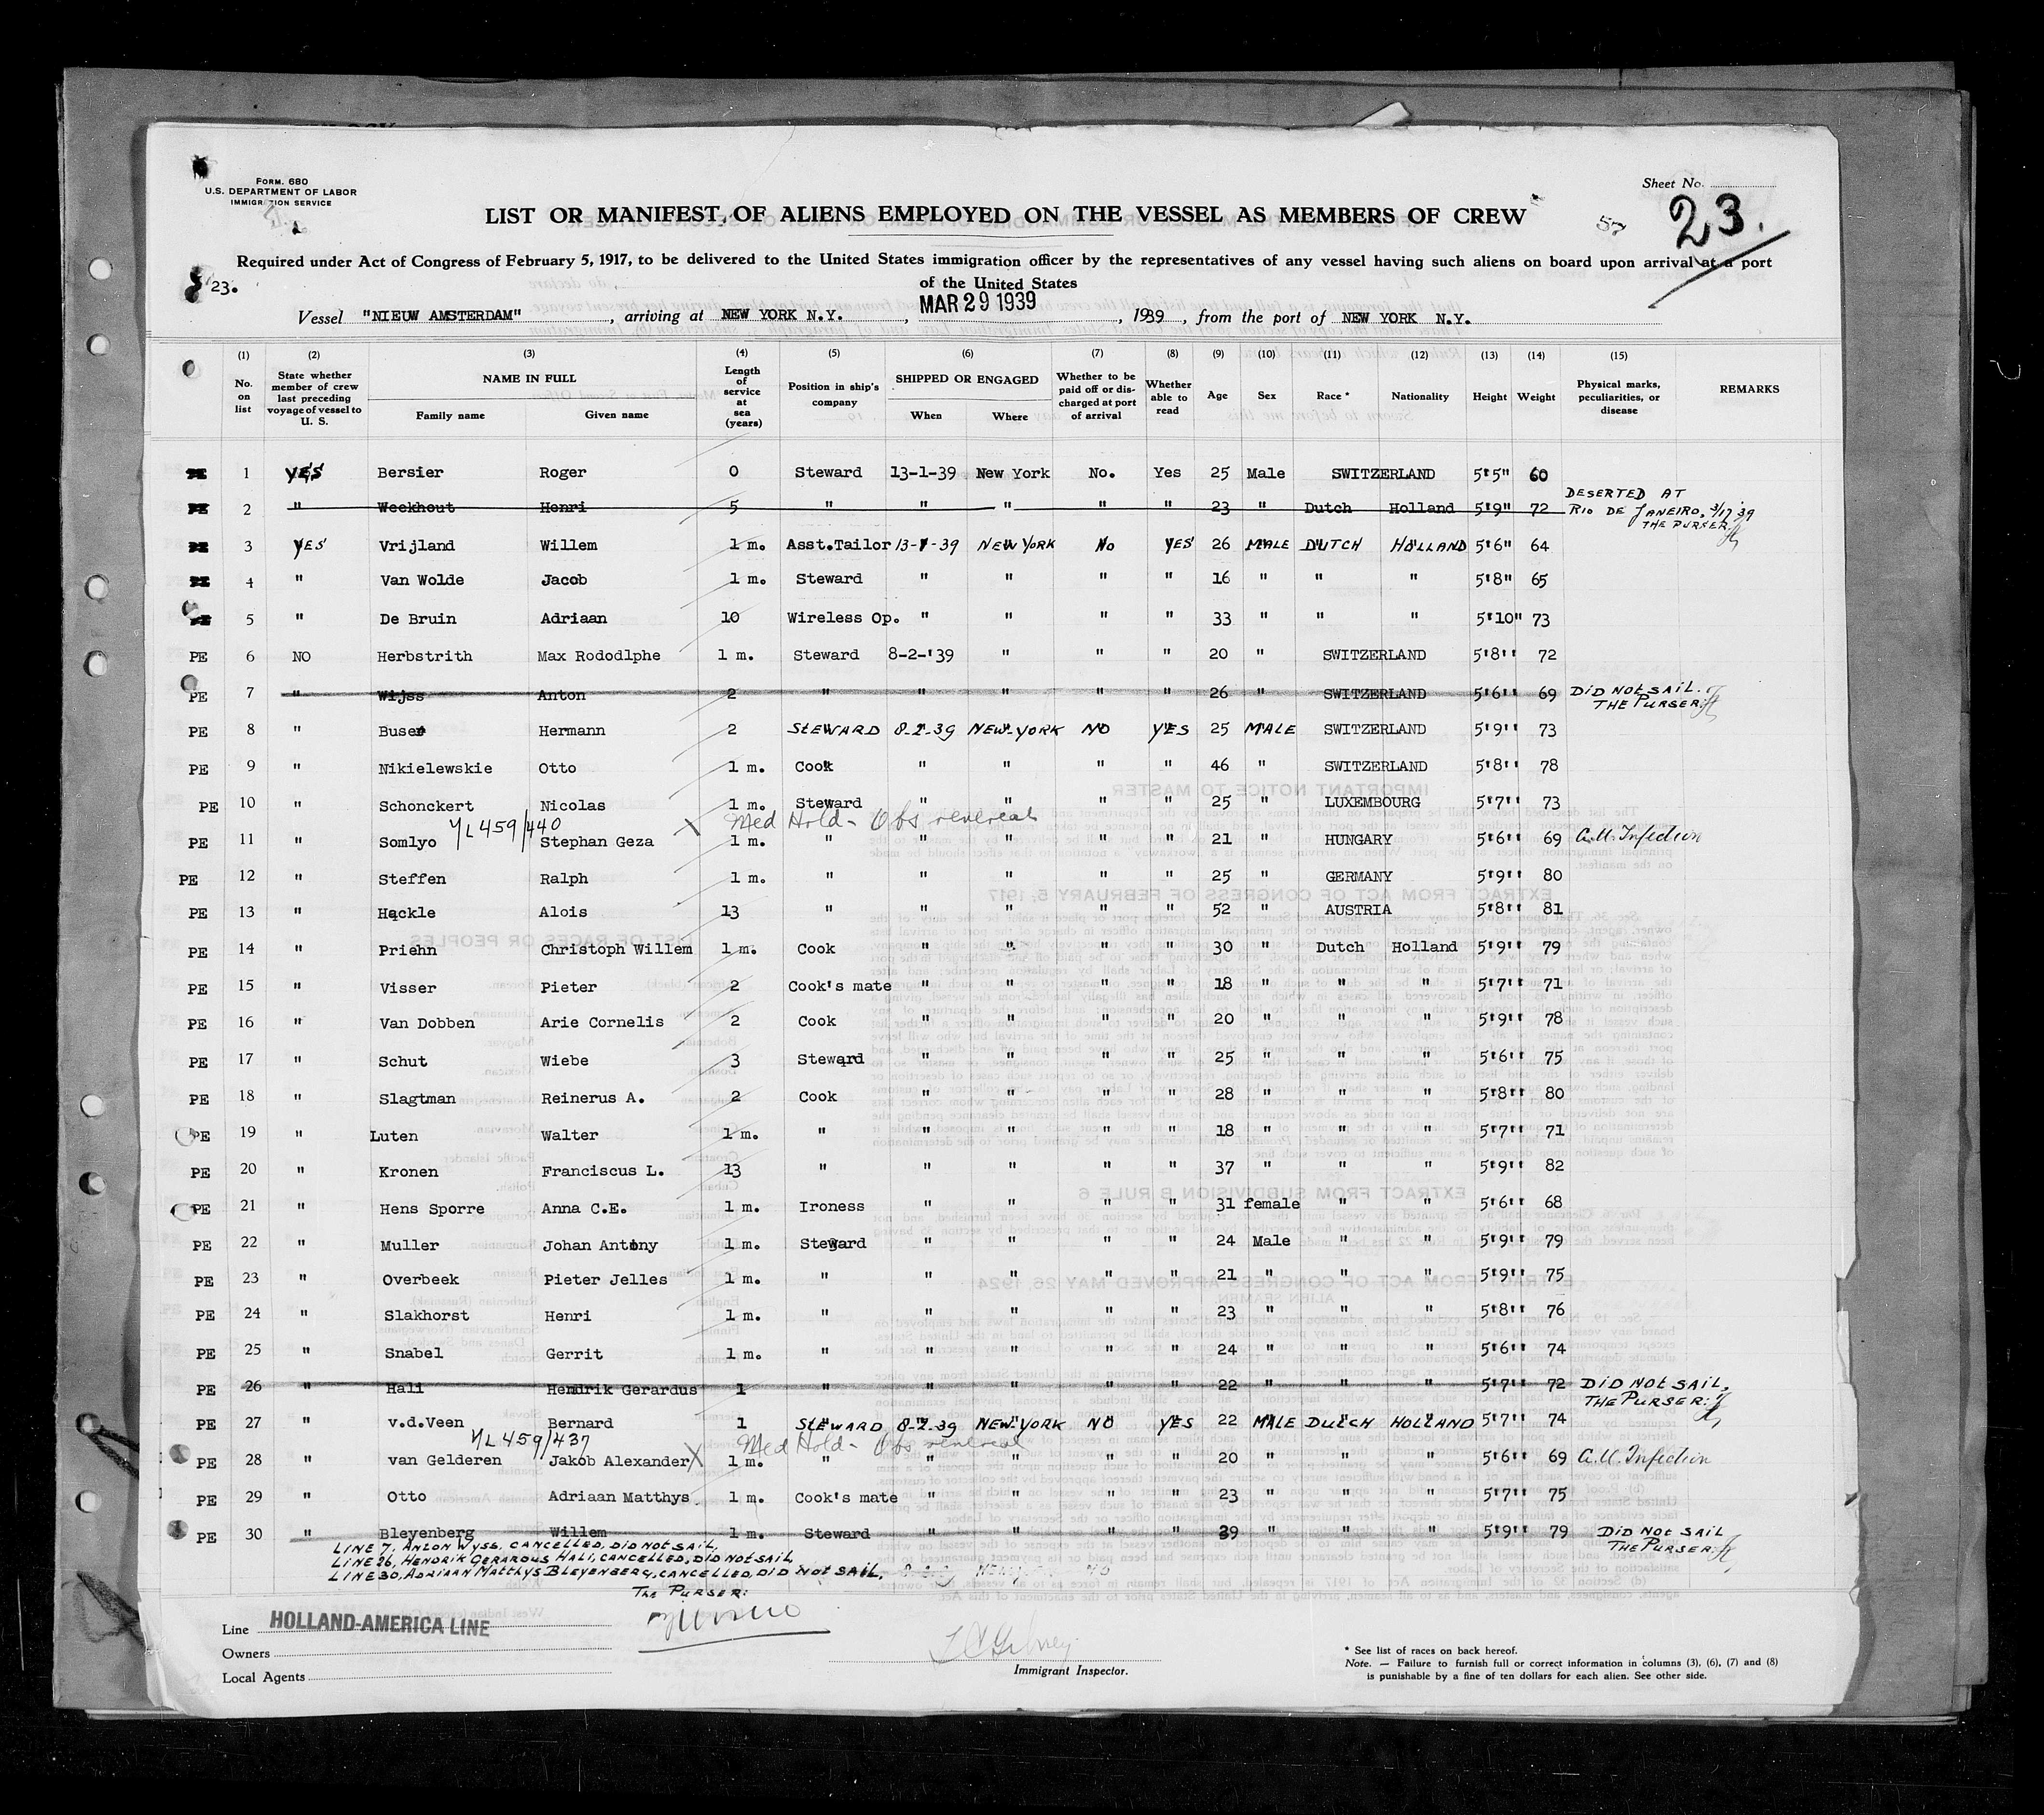 FORM. 680
U.S. DEPARTMENT OF LABOR
IMMIGRATION SERVICE
Sheet No.
23.
57
LIST OR MANIFEST OF ALIENS EMPLOYED ON THE VESSEL AS MEMBERS OF CREW
Required under Act of Congress of February 5, 1917, to be delivered to the United States immigration officer by the representatives of any vessel having such aliens on board upon arrival at a port
of the United States
23.
Vessel "NIEUW AMSTERDAM", arriving at NEW YORK N.Y., MAR 29 1939, 1939, from the port of NEW YORK N.Y.
(1) (2) (3) (4) (5) (6) (7) (8) (9) (10) (11) (12) (13) (14) (15)
No. on list State whether member of crew last preceding voyage of vessel to U. S. NAME IN FULL Family name Given name Length of service at sea (years) Position in ship's company SHIPPED OR ENGAGED When Where Whether to be paid off or discharged at port of arrival Whether able to read Age Sex Race * Nationality Height Weight Physical marks, peculiarities, or disease REMARKS
PE 1 YES Bersier Roger 0 Steward 13-1-39 New York No. Yes 25 Male SWITZERLAND 5'5" 60
PE 2 " Weekhout Henri 5 " " " " " 23 " Dutch Holland 5'9" 72 DESERTED AT RIO DE JANEIRO, 3/17'39 THE PURSER.
PE 3 YES Vrijland Willem 1 m. Asst.Tailor 13-1-39 NEW YORK No YES 26 MALE DUTCH HOLLAND 5'6" 64
PE 4 " Van Wolde Jacob 1 m. Steward " " " " 16 " " " 5'8" 65
PE 5 " De Bruin Adriaan 10 Wireless Op. " " " " 33 " " " 5'10" 73
PE 6 NO Herbstrith Max Rododlphe 1 m. Steward 8-2-'39 " " " 20 " SWITZERLAND 5'8'' 72
PE 7 " Wijss Anton 2 " " " " " 26 " SWITZERLAND 5'6'' 69 DID NOT SAIL. THE PURSER:
PE 8 " Buser Hermann 2 STEWARD 8-2-39 NEW-YORK NO YES 25 MALE SWITZERLAND 5'9'' 73
PE 9 " Nikielewskie Otto 1 m. Cook " " " " 46 " SWITZERLAND 5'8'' 78
PE 10 " Schonckert Nicolas 1 m. Steward " " " " 25 " LUXEMBOURG 5'7'' 73
YL 459/440 X Med Hold - Obs venereal
PE 11 " Somlyo Stephan Geza 1 m. " " " " " 21 " HUNGARY 5'6'' 69 G.U. Infection
PE 12 " Steffen Ralph 1 m. " " " " " 25 " GERMANY 5'9'' 80
PE 13 " Hackle Alois 13 " " " " " 52 " AUSTRIA 5'8'' 81
PE 14 " Priehn Christoph Willem 1 m. Cook " " " " 30 " Dutch Holland 5'9'' 79
PE 15 " Visser Pieter 2 Cook's mate " " " " 18 " " " 5'7'' 71
PE 16 " Van Dobben Arie Cornelis 2 Cook " " " " 20 " " " 5'9'' 78
PE 17 " Schut Wiebe 3 Steward " " " " 25 " " " 5'6'' 75
PE 18 " Slagtman Reinerus A. 2 Cook " " " " 28 " " " 5'8'' 80
PE 19 " Luten Walter 1 m. " " " " " 18 " " " 5'7'' 71
PE 20 " Kronen Franciscus L. 13 " " " " " 37 " " " 5'9'' 82
PE 21 " Hens Sporre Anna C.E. 1 m. Ironess " " " " 31 female " " 5'6'' 68
PE 22 " Muller Johan Antony 1 m. Steward " " " " 24 Male " " 5'9'' 79
PE 23 " Overbeek Pieter Jelles 1 m. " " " " " 21 " " " 5'9'' 75
PE 24 " Slakhorst Henri 1 m. " " " " " 23 " " " 5'8'' 76
PE 25 " Snabel Gerrit 1 m. " " " " " 24 " " " 5'6'' 74
PE 26 " Hali Hendrik Gerardus 1 " " " " " 22 " " " 5'7'' 72 DID NOT SAIL, THE PURSER:
PE 27 " v.d.Veen Bernard 1 STEWARD 8-2-39 NEW YORK NO YES 22 MALE DUTCH HOLLAND 5'7'' 74
YL 459/437 X Med Hold - Obs venereal
PE 28 " van Gelderen Jakob Alexander 1 m. " " " " " 20 " " " 5'6'' 69 G.U. Infection
PE 29 " Otto Adriaan Matthys 1 m. Cook's mate " " " " 23 " " " 5'7'' 75
PE 30 " Bleyenberg Willem 1 m. Steward " " " " 39 " " " 5'9'' 79 DID NOT SAIL THE PURSER:
LINE 7, ANTON WYSS, CANCELLED, DID NOT SAIL,
LINE 26, HENDRIK GERARDUS HALI, CANCELLED, DID NOT SAIL
LINE 30, ADRIAAN MATTHYS BLEYENBERG, CANCELLED, DID NOT SAIL,
THE PURSER:
Line HOLLAND-AMERICA LINE
Owners
Local Agents
Immigrant Inspector.
* See list of races on back hereof.
Note. — Failure to furnish full or correct information in columns (3), (6), (7) and (8)
is punishable by a fine of ten dollars for each alien. See other side.